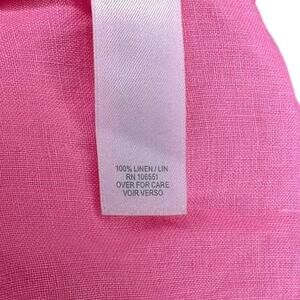 100% LINEN / LIN
RN 106551
OVER FOR CARE
VOIR VERSO